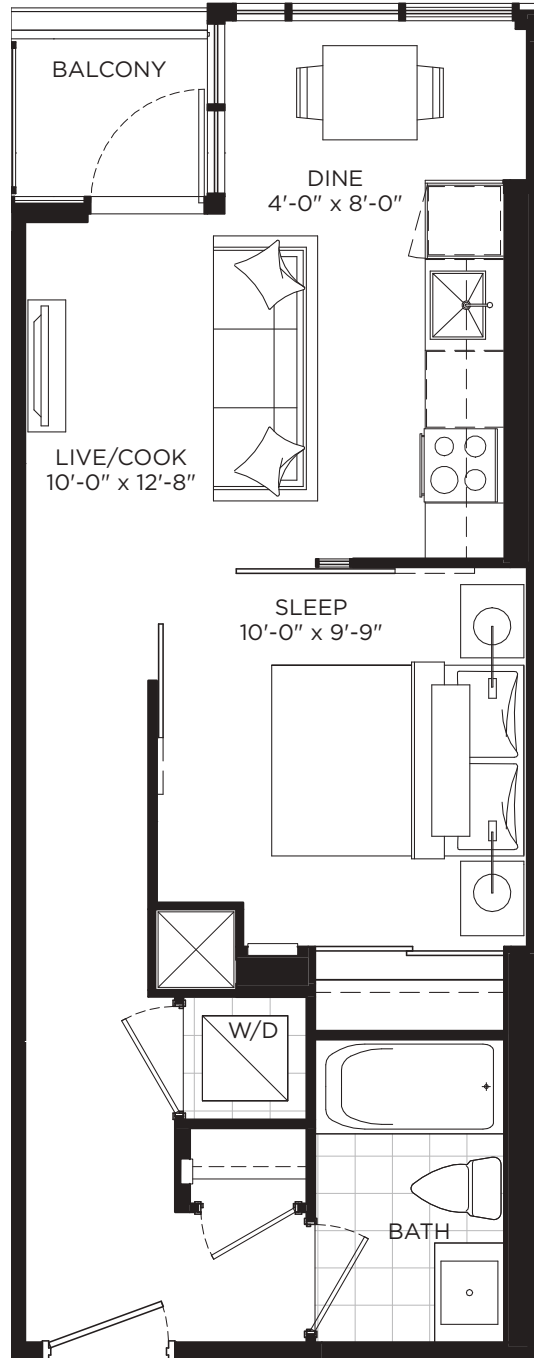 BALCONY
DINE
4'-0" x 8'-0"
LIVE/COOK
10'-0" x 12'-8"
SLEEP
10'-0" x 9'-9"
W/D
BATH